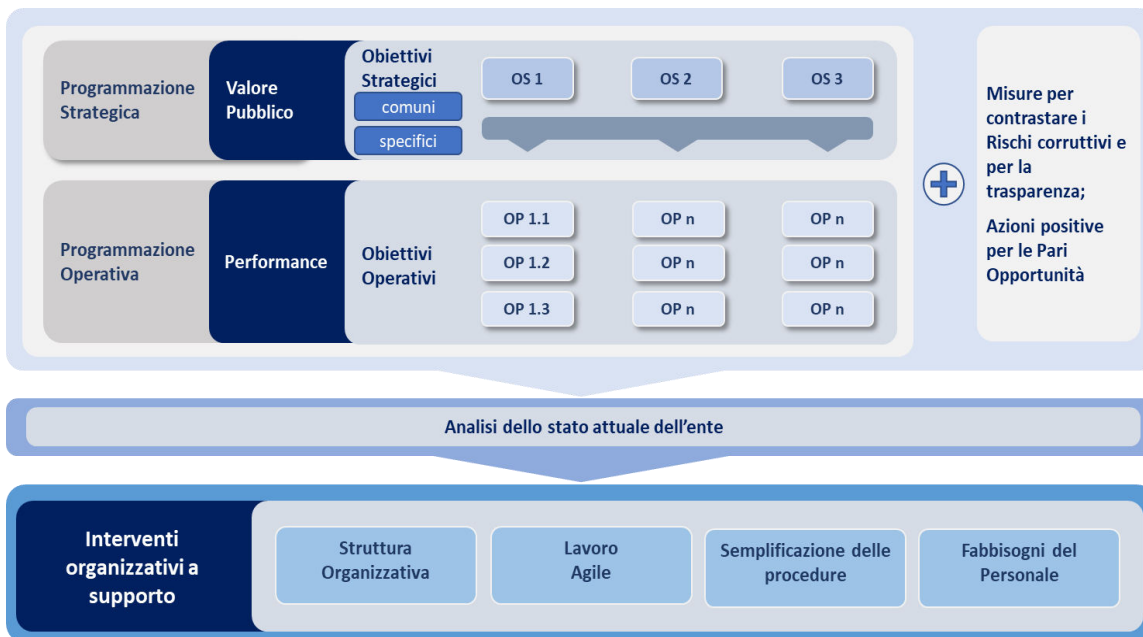 Programmazione
Strategica
Valore
Pubblico
Obiettivi
Strategici
comuni
specifici
OS 1
OS 2
OS 3
Programmazione
Operativa
Performance
Obiettivi
Operativi
OP 1.1
OP n
OP n
OP 1.2
OP n
OP n
OP 1.3
OP n
OP n
Misure per
contrastare i
Rischi corruttivi e
per la
trasparenza;
Azioni positive
per le Pari
Opportunità
Analisi dello stato attuale dell’ente
Interventi
organizzativi a
supporto
Struttura
Organizzativa
Lavoro
Agile
Semplificazione delle
procedure
Fabbisogni del
Personale